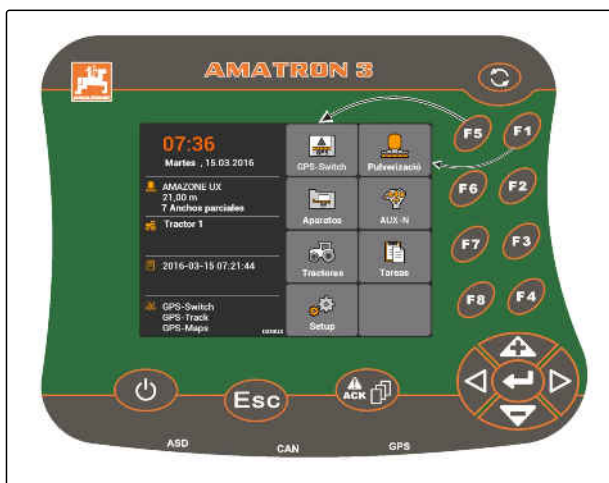 AMATRON 3
F5
F1
F6
F2
F7
F3
F8
F4
07:36
Martes , 15.03.2016
AMAZONE UX
21,00 m
7 Anchos parciales
Tractor 1
2016-03-15 07:21:44
GPS-Switch
GPS-Track
GPS-Maps
GPS-Switch
Pulverizació
Aparatos
AUX-N
Tractores
Tareas
Setup
Esc
ACK
ASD
CAN
GPS